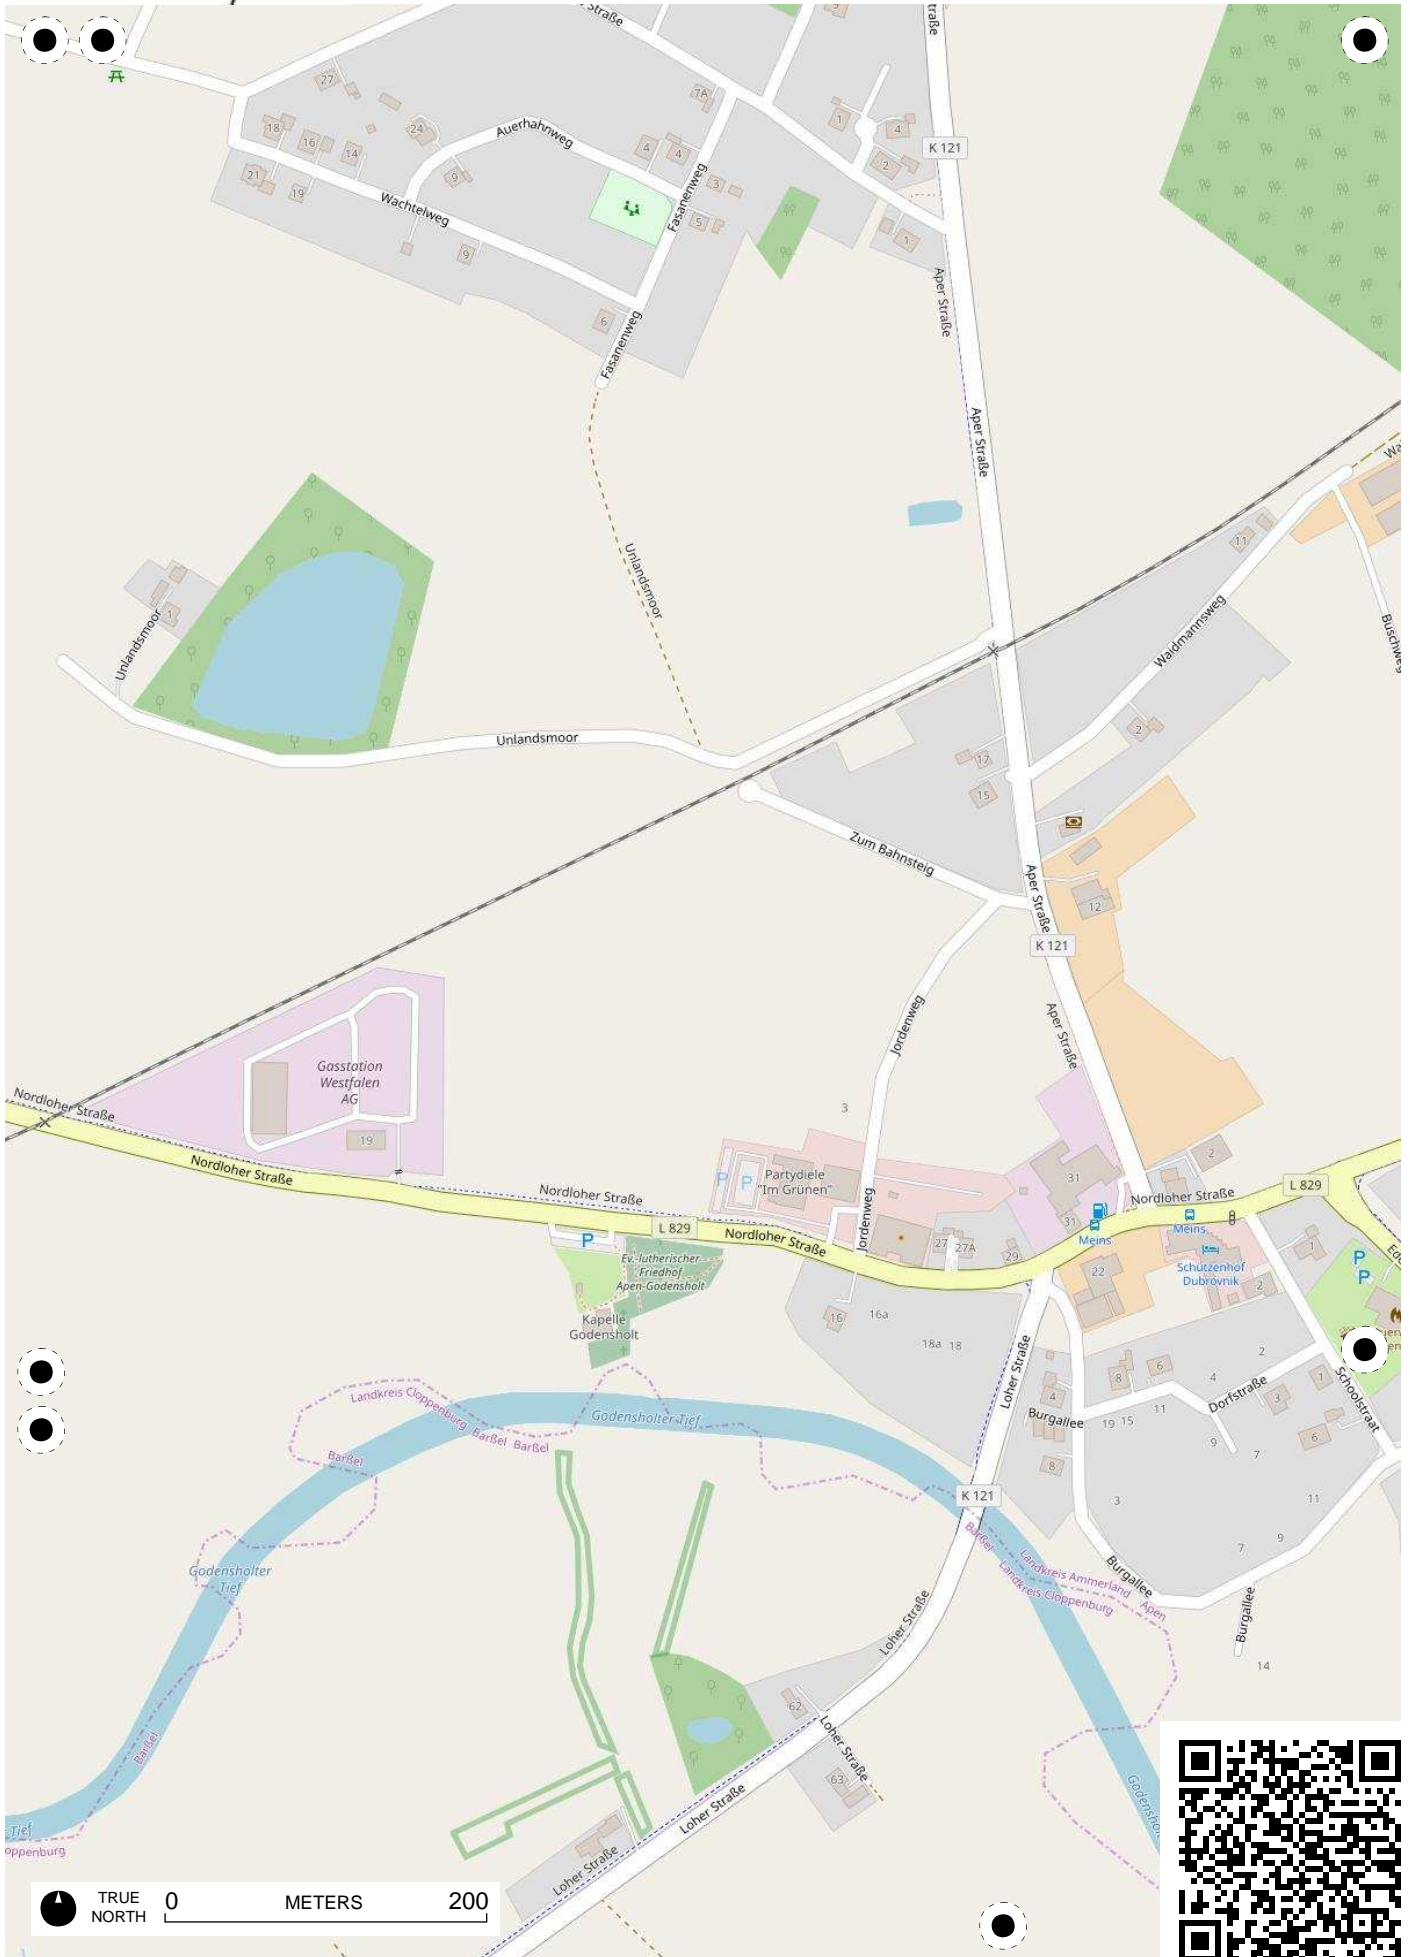 Straße
27
7A
18
16
14
24
Auerhahnweg
4
4
1
4
K 121
21
19
9
Wachtelweg
3
2
Fasanenweg
5
1
9
Aper Straße
6
Fasanenweg
Aper Straße
Unlandsmoor
11
1
Unlandsmoor
Waidmannsweg
Buschweg
2
Unlandsmoor
17
15
Zum Bahnsteig
Aper Straße
12
K 121
Jordenweg
Aper Straße
Gasstation
Westfalen
AG
Nordloher Straße
3
19
2
Nordloher Straße
P
P
Partydiele
"Im Grünen"
31
Nordloher Straße
Nordloher Straße
L 829
Jordenweg
31
L 829
Nordloher Straße
P
Meins
Meins
27
27A
29
1
P
P
Ev.-lutherischer
Friedhof
Apen-Godensholt
22
Schützenhof
Dubrovnik
2
Kapelle
Godensholt
16
16a
18a
18
Loher Straße
2
8
6
4
4
1
3
Dorfstraße
Schoolstraat
Landkreis Cloppenburg
Barßel
Barßel
Godensholter Tief
Burgallee
19
15
11
9
7
6
Barßel
8
K 121
3
11
Barßel
Landkreis Ammerland
Apen
Landkreis Cloppenburg
7
9
Godensholter
Tief
Burgallee
Loher Straße
Burgallee
14
62
Barßel
Loher Straße
63
Loher Straße
Tief
Loher Straße
TRUE
NORTH
0
METERS
200